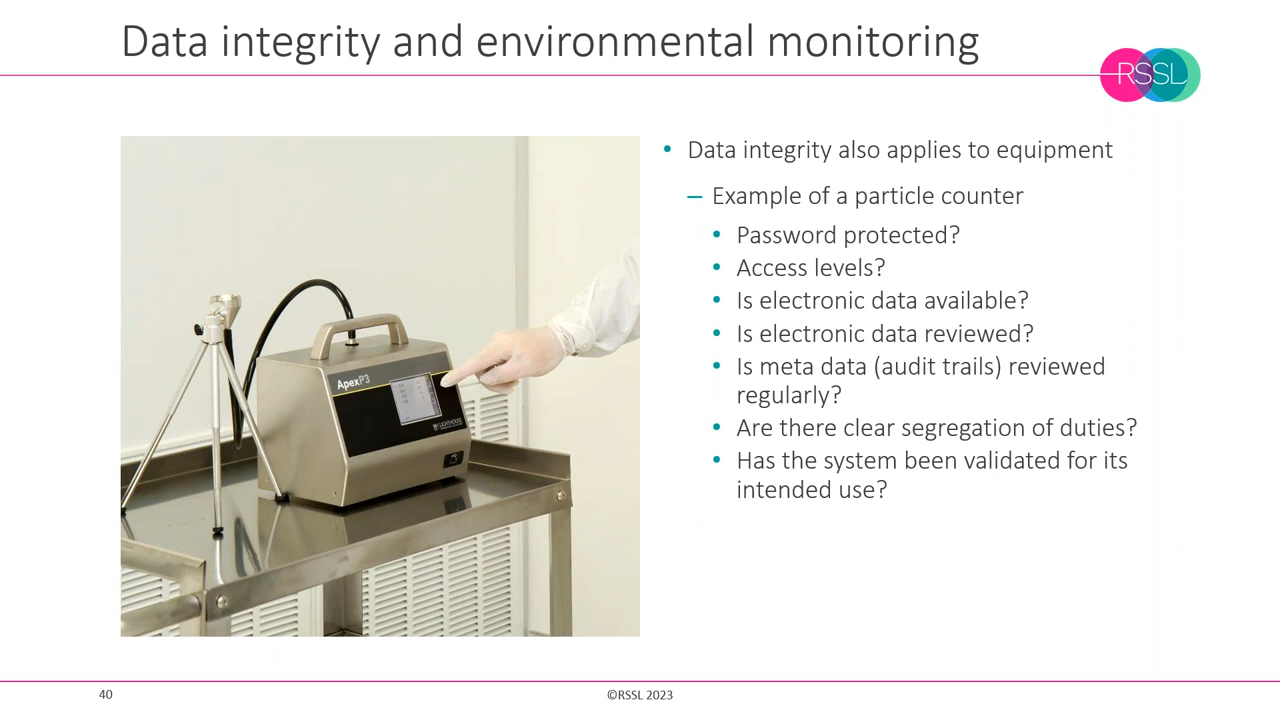 Data integrity and environmental monitoring
RSSL
• Data integrity also applies to equipment
– Example of a particle counter
• Password protected?
• Access levels?
• Is electronic data available?
• Is electronic data reviewed?
• Is meta data (audit trails) reviewed
regularly?
• Are there clear segregation of duties?
• Has the system been validated for its
intended use?
ApexP3
LIGHTHOUSE
40
©RSSL 2023